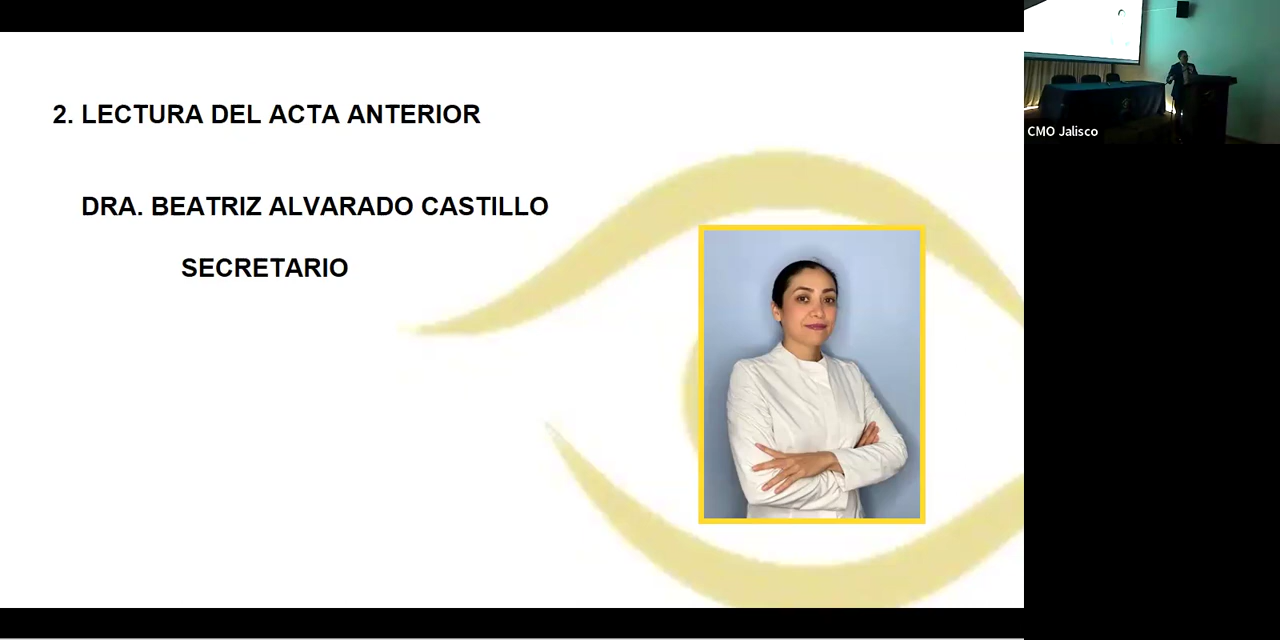 2. LECTURA DEL ACTA ANTERIOR
DRA. BEATRIZ ALVARADO CASTILLO
SECRETARIO
CMO Jalisco